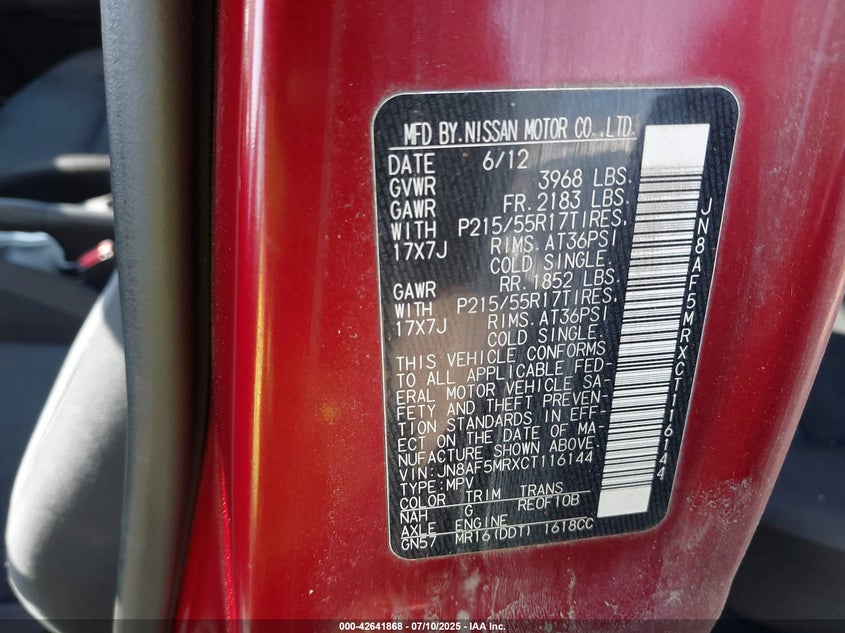 MFD BY.NISSAN MOTOR CO.,LTD.
DATE 6/12
GVWR 3968 LBS.
GAWR FR. 2183 LBS.
WITH P215/55R17TIRES.
17X7J RIMS. AT36PSI
COLD SINGLE.
GAWR RR. 1852 LBS.
WITH P215/55R17TIRES.
17X7J RIMS. AT36PSI
COLD SINGLE.
THIS VEHICLE CONFORMS
TO ALL APPLICABLE FED-
ERAL MOTOR VEHICLE SA-
FETY AND THEFT PREVEN-
TION STANDARDS IN EFF-
ECT ON THE DATE OF MA-
NUFACTURE SHOWN ABOVE.
VIN: JN8AF5MRXCT116144
TYPE:MPV
COLOR TRIM TRANS
NAH G RE0F10B
AXLE ENGINE
GN57 MR16(DDT) 1618CC
JN8AF5MRXCT116144
000-42641868 - 07/10/2025 - IAA Inc.